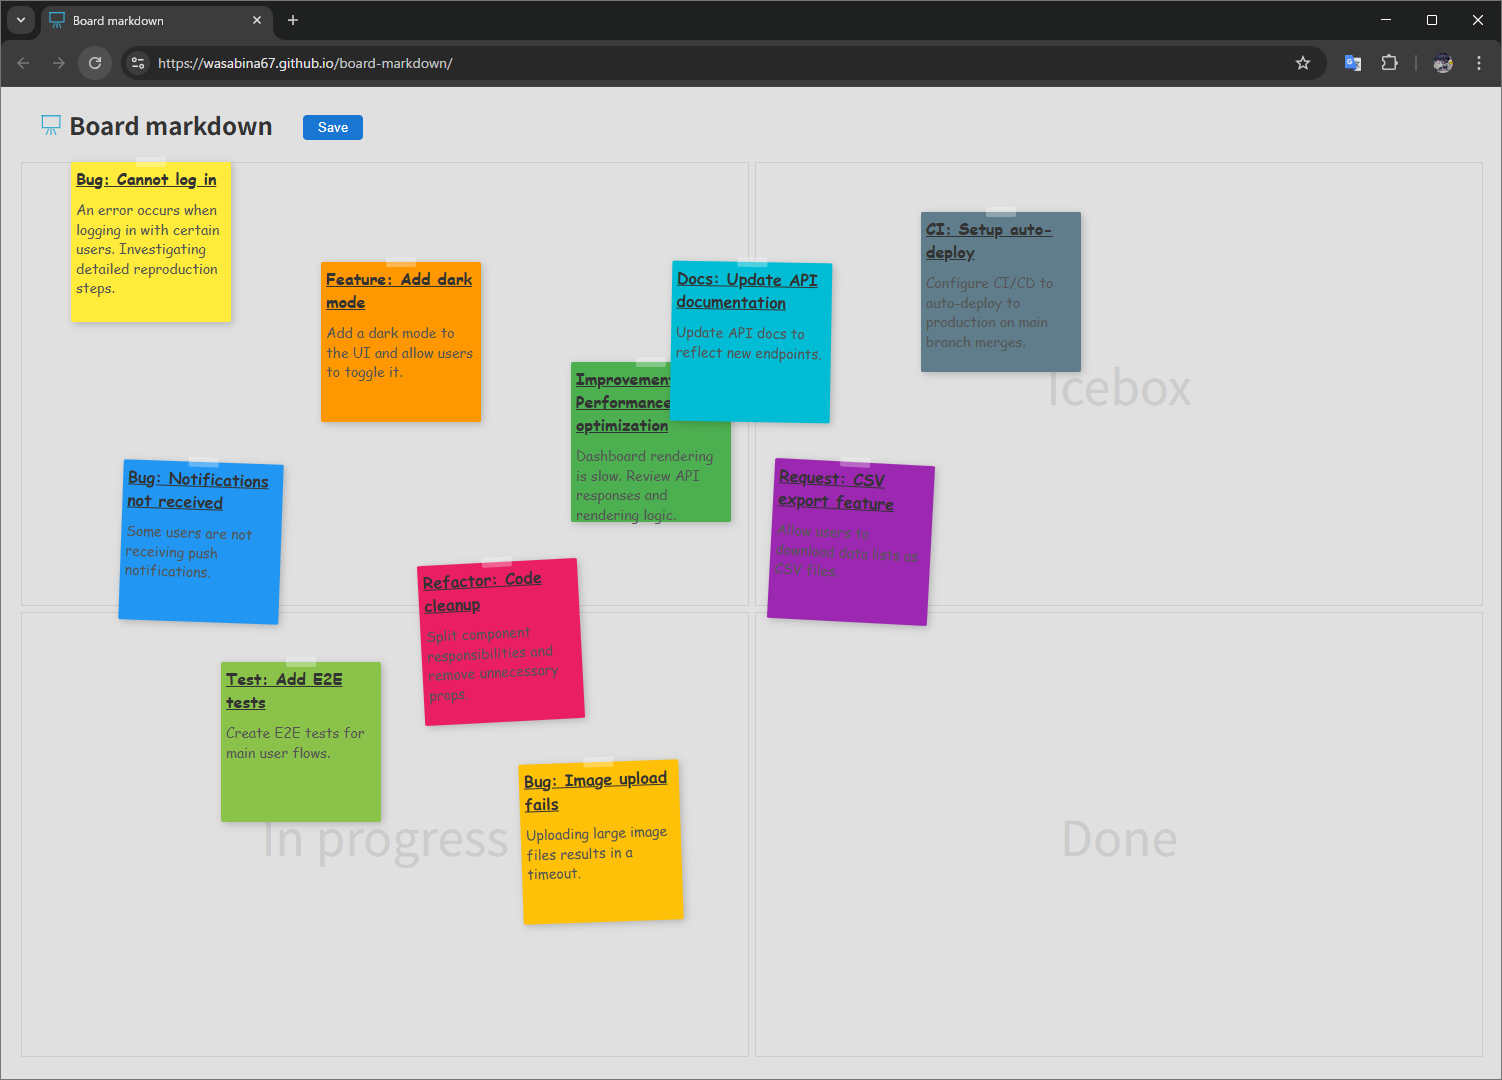 Board markdown
https://wasabina67.github.io/board-markdown/
Board markdown
Save
Bug: Cannot log in
An error occurs when
logging in with certain
users. Investigating
detailed reproduction
steps.
Feature: Add dark
mode
Add a dark mode to
the UI and allow users
to toggle it.
Improvement
Performance
optimization
Dashboard rendering
is slow. Review API
responses and
rendering logic.
Docs: Update API
documentation
Update API docs to
reflect new endpoints.
CI: Setup auto-
deploy
Configure CI/CD to
auto-deploy to
production on main
branch merges.
Icebox
Bug: Notifications
not received
Some users are not
receiving push
notifications.
Refactor: Code
cleanup
Split component
responsibilities and
remove unnecessary
props.
Request: CSV
export feature
Allow users to
download data lists as
CSV files.
Test: Add E2E
tests
Create E2E tests for
main user flows.
In progress
Bug: Image upload
fails
Uploading large image
files results in a
timeout.
Done